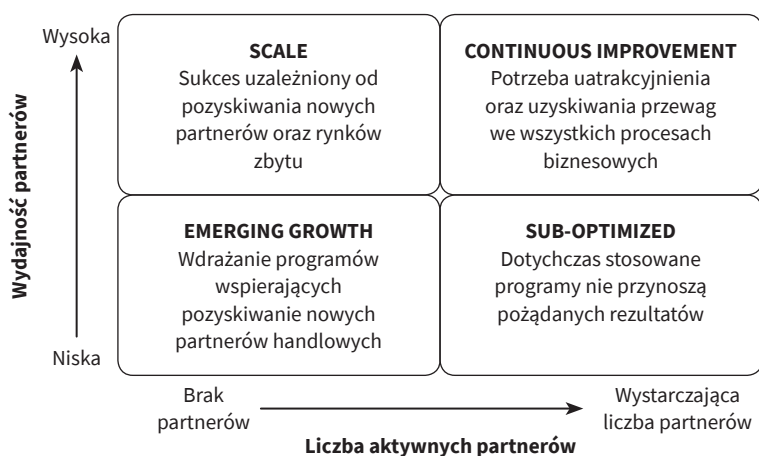 Wysoka
Wydajność partnerów
Niska
SCALE
Sukces uzależniony od
pozyskiwania nowych
partnerów oraz rynków
zbytu
CONTINUOUS IMPROVEMENT
Potrzeba uatrakcyjnienia
oraz uzyskiwania przewag
we wszystkich procesach
biznesowych
EMERGING GROWTH
Wdrażanie programów
wspierających
pozyskiwanie nowych
partnerów handlowych
SUB-OPTIMIZED
Dotychczas stosowane
programy nie przynoszą
pożądanych rezultatów
Brak
partnerów
Wystarczająca
liczba partnerów
Liczba aktywnych partnerów